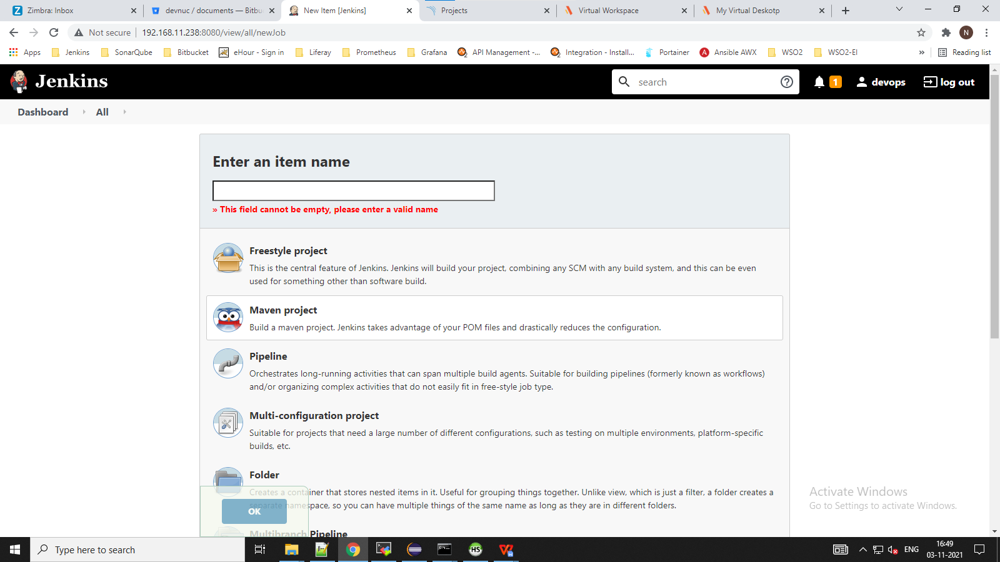 Zimbra: Inbox
devnuc / documents — Bitbu
New Item [Jenkins]
Projects
Virtual Workspace
My Virtual Deskotp
Not secure
192.168.11.238:8080/view/all/newJob
N
Apps
Jenkins
SonarQube
Bitbucket
eHour - Sign in
Liferay
Prometheus
Grafana
API Management -...
Integration - Install...
Portainer
Ansible AWX
WSO2
WSO2-EI
»
Reading list
Jenkins
search
1
devops
log out
Dashboard
All
Enter an item name
» This field cannot be empty, please enter a valid name
Freestyle project
This is the central feature of Jenkins. Jenkins will build your project, combining any SCM with any build system, and this can be even
used for something other than software build.
Maven project
Build a maven project. Jenkins takes advantage of your POM files and drastically reduces the configuration.
Pipeline
Orchestrates long-running activities that can span multiple build agents. Suitable for building pipelines (formerly known as workflows)
and/or organizing complex activities that do not easily fit in free-style job type.
Multi-configuration project
Suitable for projects that need a large number of different configurations, such as testing on multiple environments, platform-specific
builds, etc.
Folder
Creates a container that stores nested items in it. Useful for grouping things together. Unlike view, which is just a filter, a folder creates a
separate namespace, so you can have multiple things of the same name as long as they are in different folders.
OK
Multibranch Pipeline
Activate Windows
Go to Settings to activate Windows.
Type here to search
HS
ENG
16:49
03-11-2021